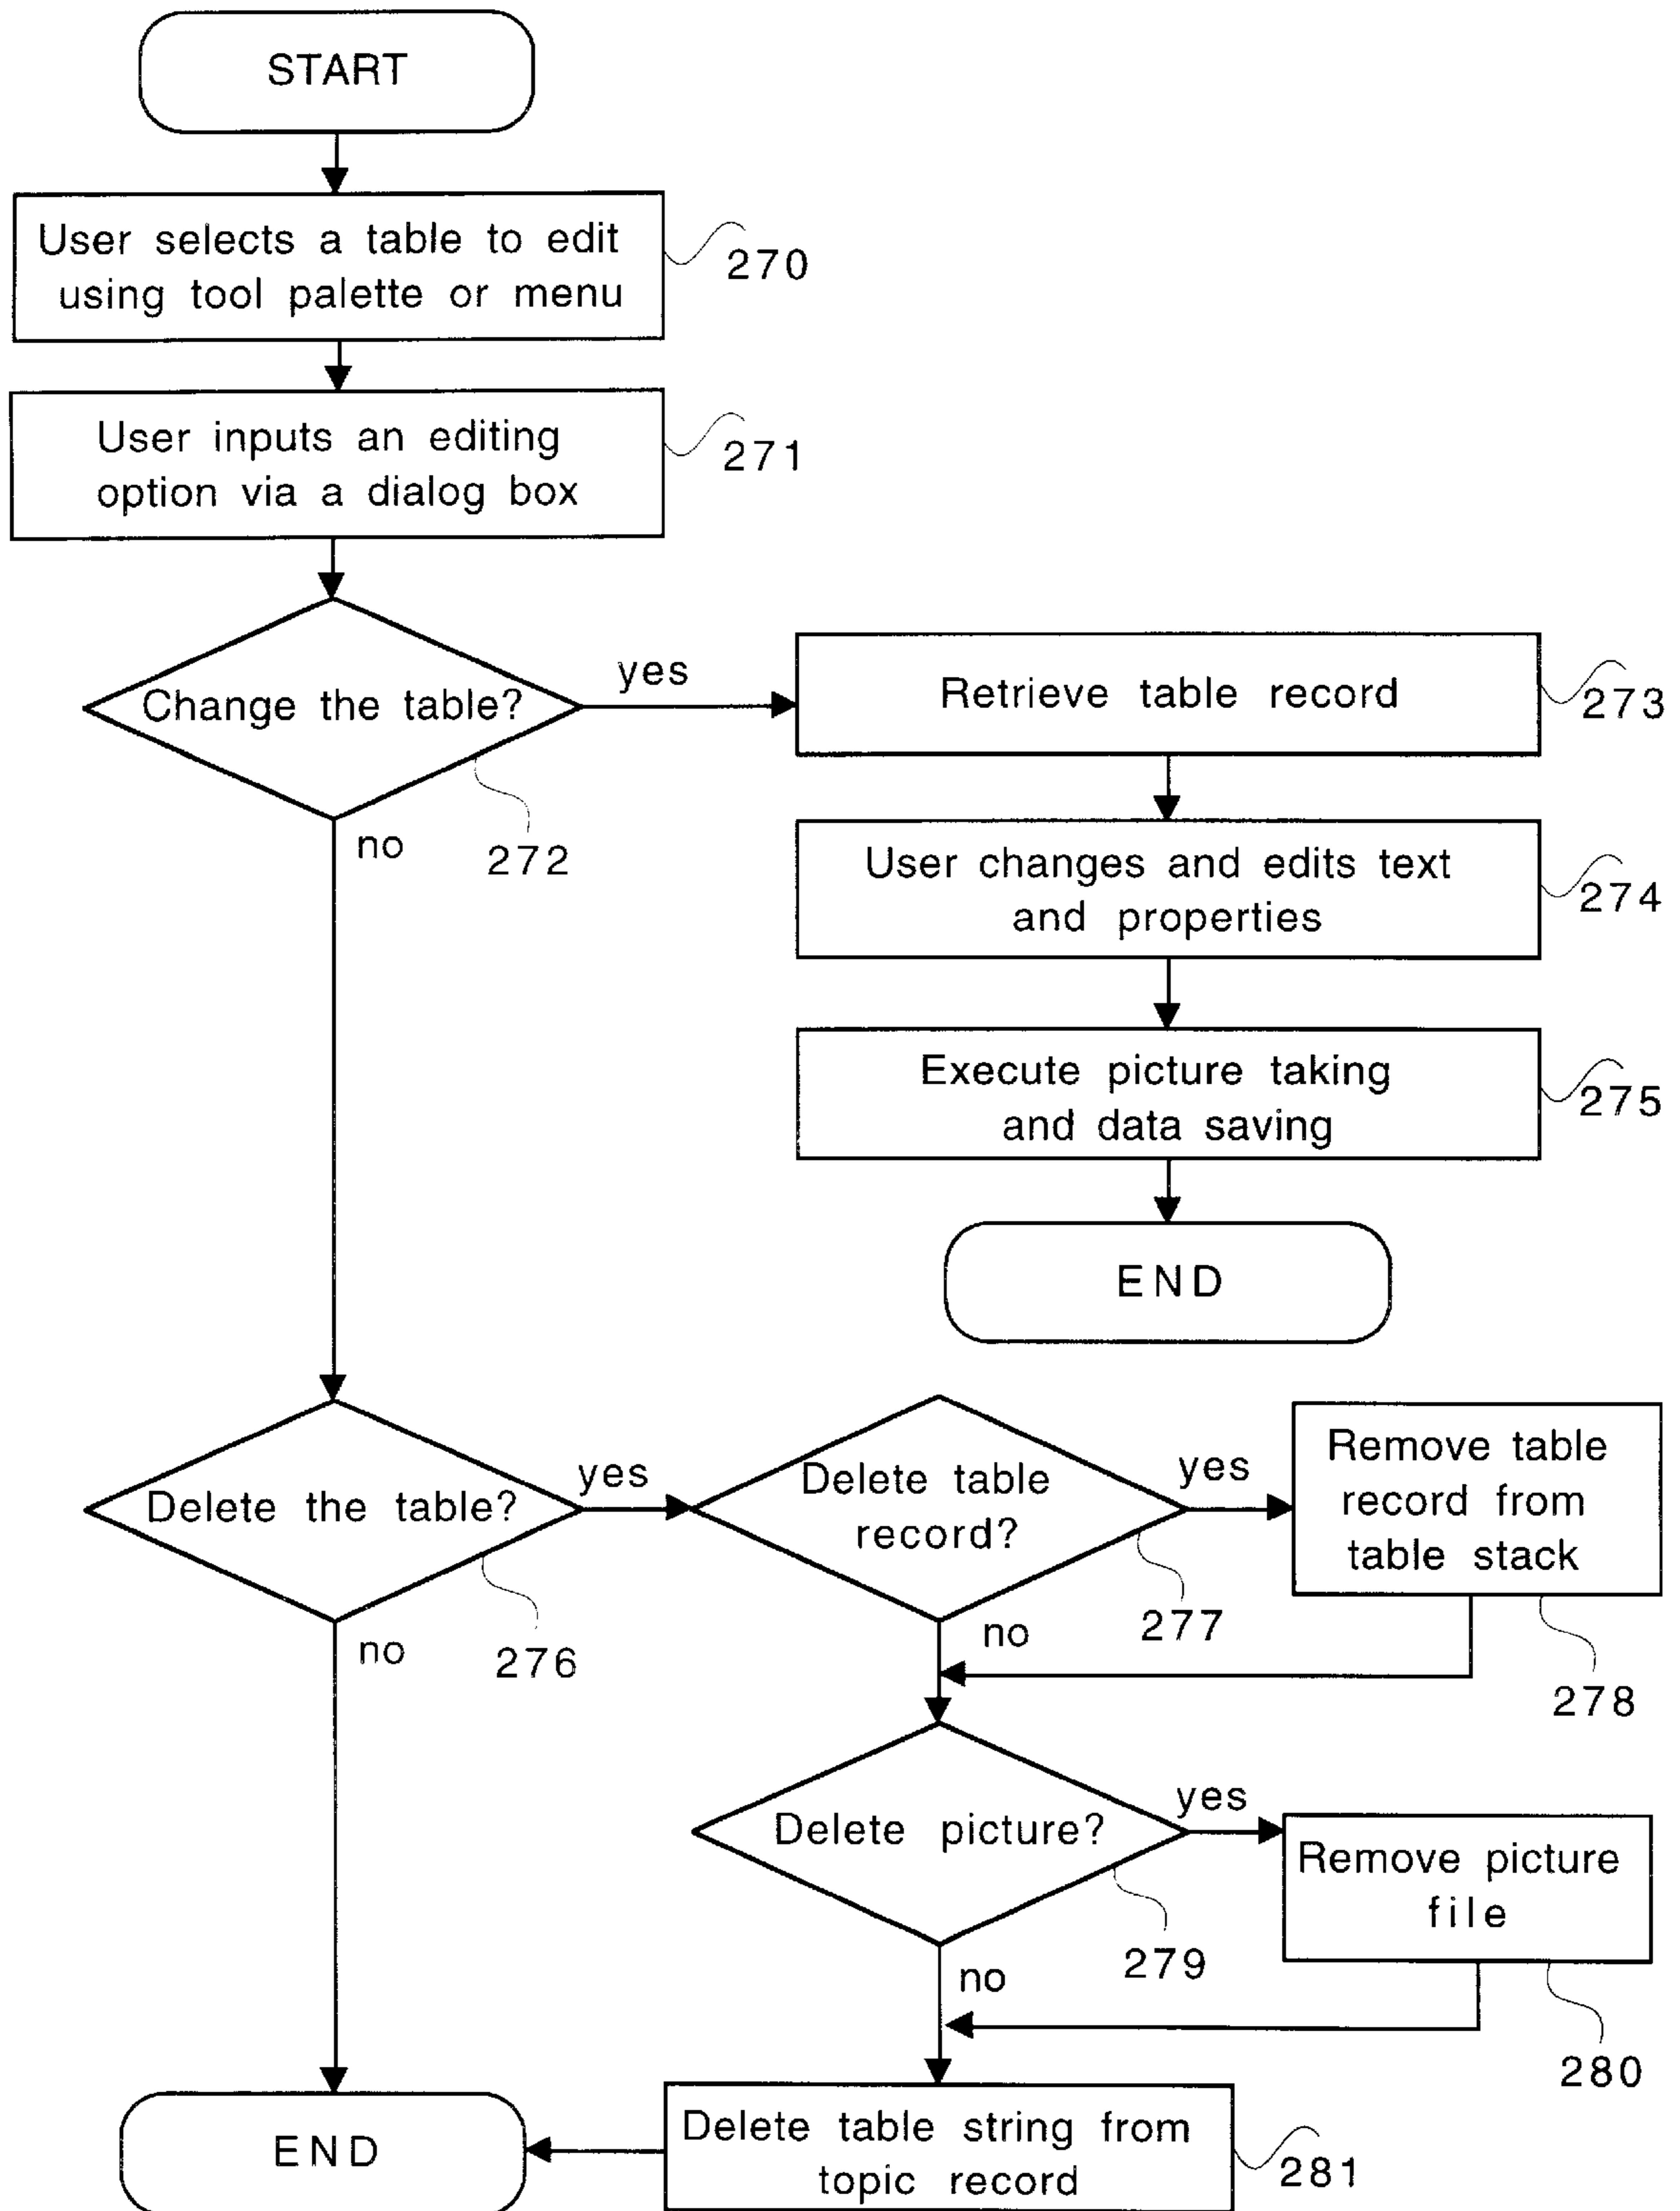 START
User selects a table to edit
using tool palette or menu
270
User inputs an editing
option via a dialog box
271
Change the table?
yes
no
272
Retrieve table record
273
User changes and edits text
and properties
274
Execute picture taking
and data saving
275
END
Delete the table?
yes
no
276
Delete table
record?
yes
no
277
Remove table
record from
table stack
278
Delete picture?
yes
no
279
Remove picture
file
280
Delete table string from
topic record
281
END